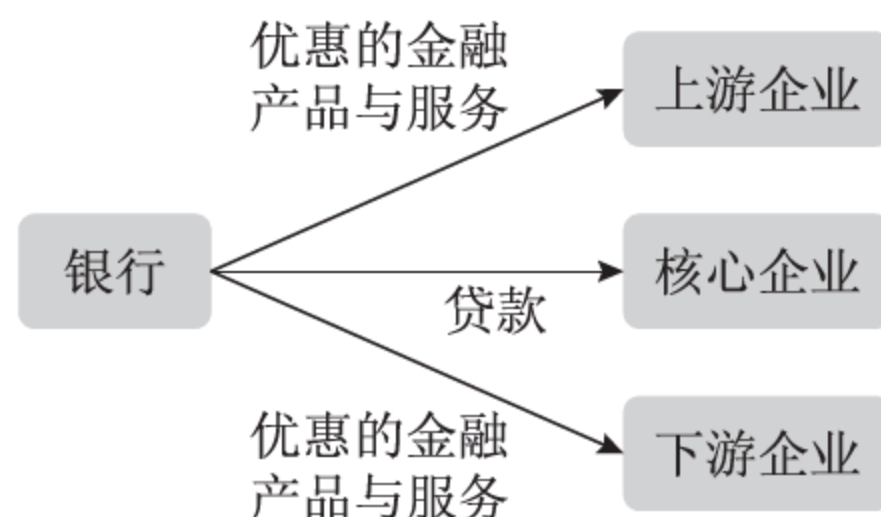 优惠的金融
产品与服务
上游企业
银行
核心企业
贷款
优惠的金融
产品与服务
下游企业